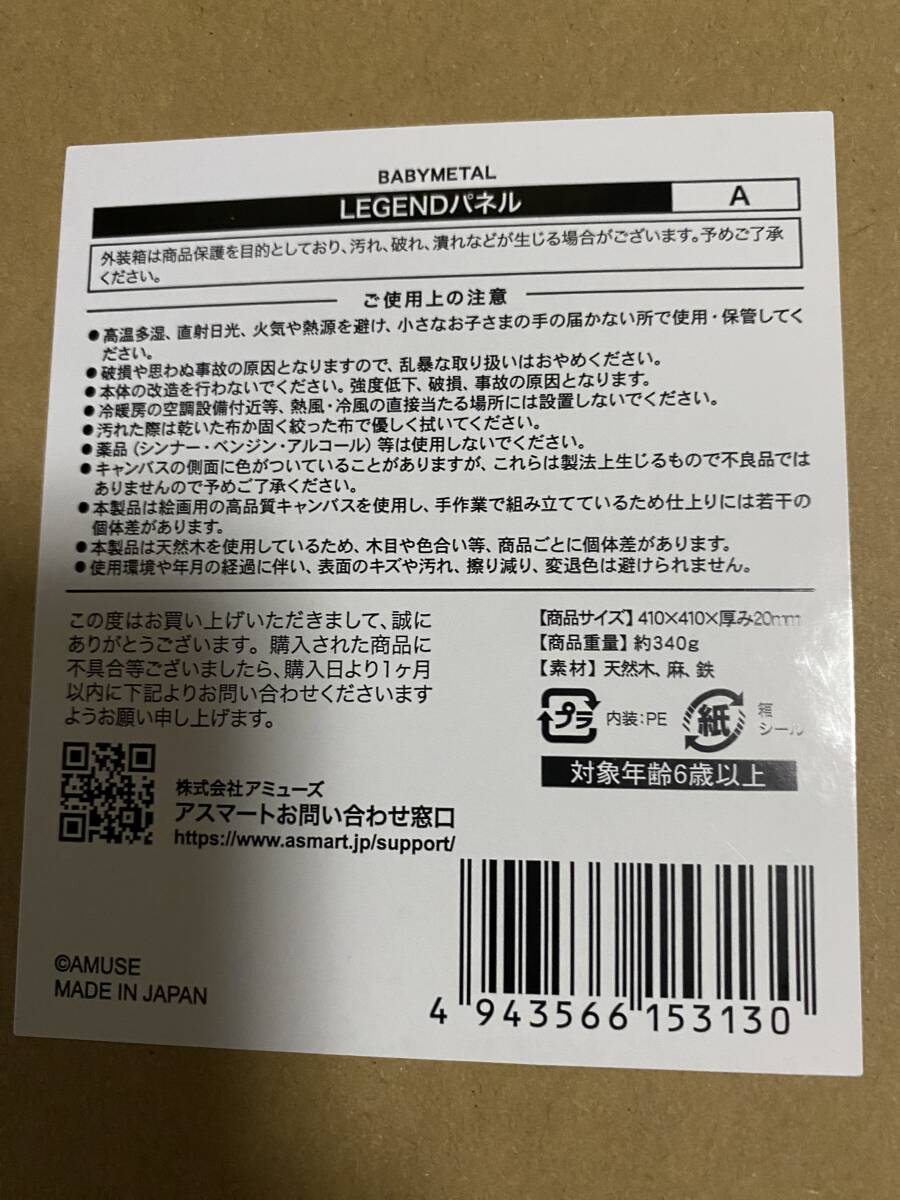 BABYMETAL
LEGENDパネル
A
外装箱は商品保護を目的としており、汚れ、破れ、潰れなどが生じる場合がございます。予めご了承
ください。
ご使用上の注意
●高温多湿、直射日光、火気や熱源を避け、小さなお子さまの手の届かない所で使用・保管してく
ださい。
●破損や思わぬ事故の原因となりますので、乱暴な取り扱いはおやめください。
●本体の改造を行わないでください。強度低下、破損、事故の原因となります。
●冷暖房の空調設備付近等、熱風・冷風の直接当たる場所には設置しないでください。
●汚れた際は乾いた布か固く絞った布で優しく拭いてください。
●薬品（シンナー・ベンジン・アルコール）等は使用しないでください。
●キャンバスの側面に色がついていることがありますが、これらは製法上生じるもので不良品では
ありませんので予めご了承ください。
●本製品は絵画用の高品質キャンバスを使用し、手作業で組み立てているため仕上りには若干の
個体差があります。
●本製品は天然木を使用しているため、木目や色合い等、商品ごとに個体差があります。
●使用環境や年月の経過に伴い、表面のキズや汚れ、擦り減り、変退色は避けられません。
この度はお買い上げいただきまして、誠に
ありがとうございます。購入された商品に
不具合等ございましたら、購入日より1ヶ月
以内に下記よりお問い合わせくださいます
ようお願い申し上げます。
【商品サイズ】410×410×厚み20mm
【商品重量】約340g
【素材】天然木、麻、鉄
プラ
内装：PE
紙
箱
シール
対象年齢6歳以上
株式会社アミューズ
アスマートお問い合わせ窓口
https://www.asmart.jp/support/
©AMUSE
MADE IN JAPAN
4 943566 153130